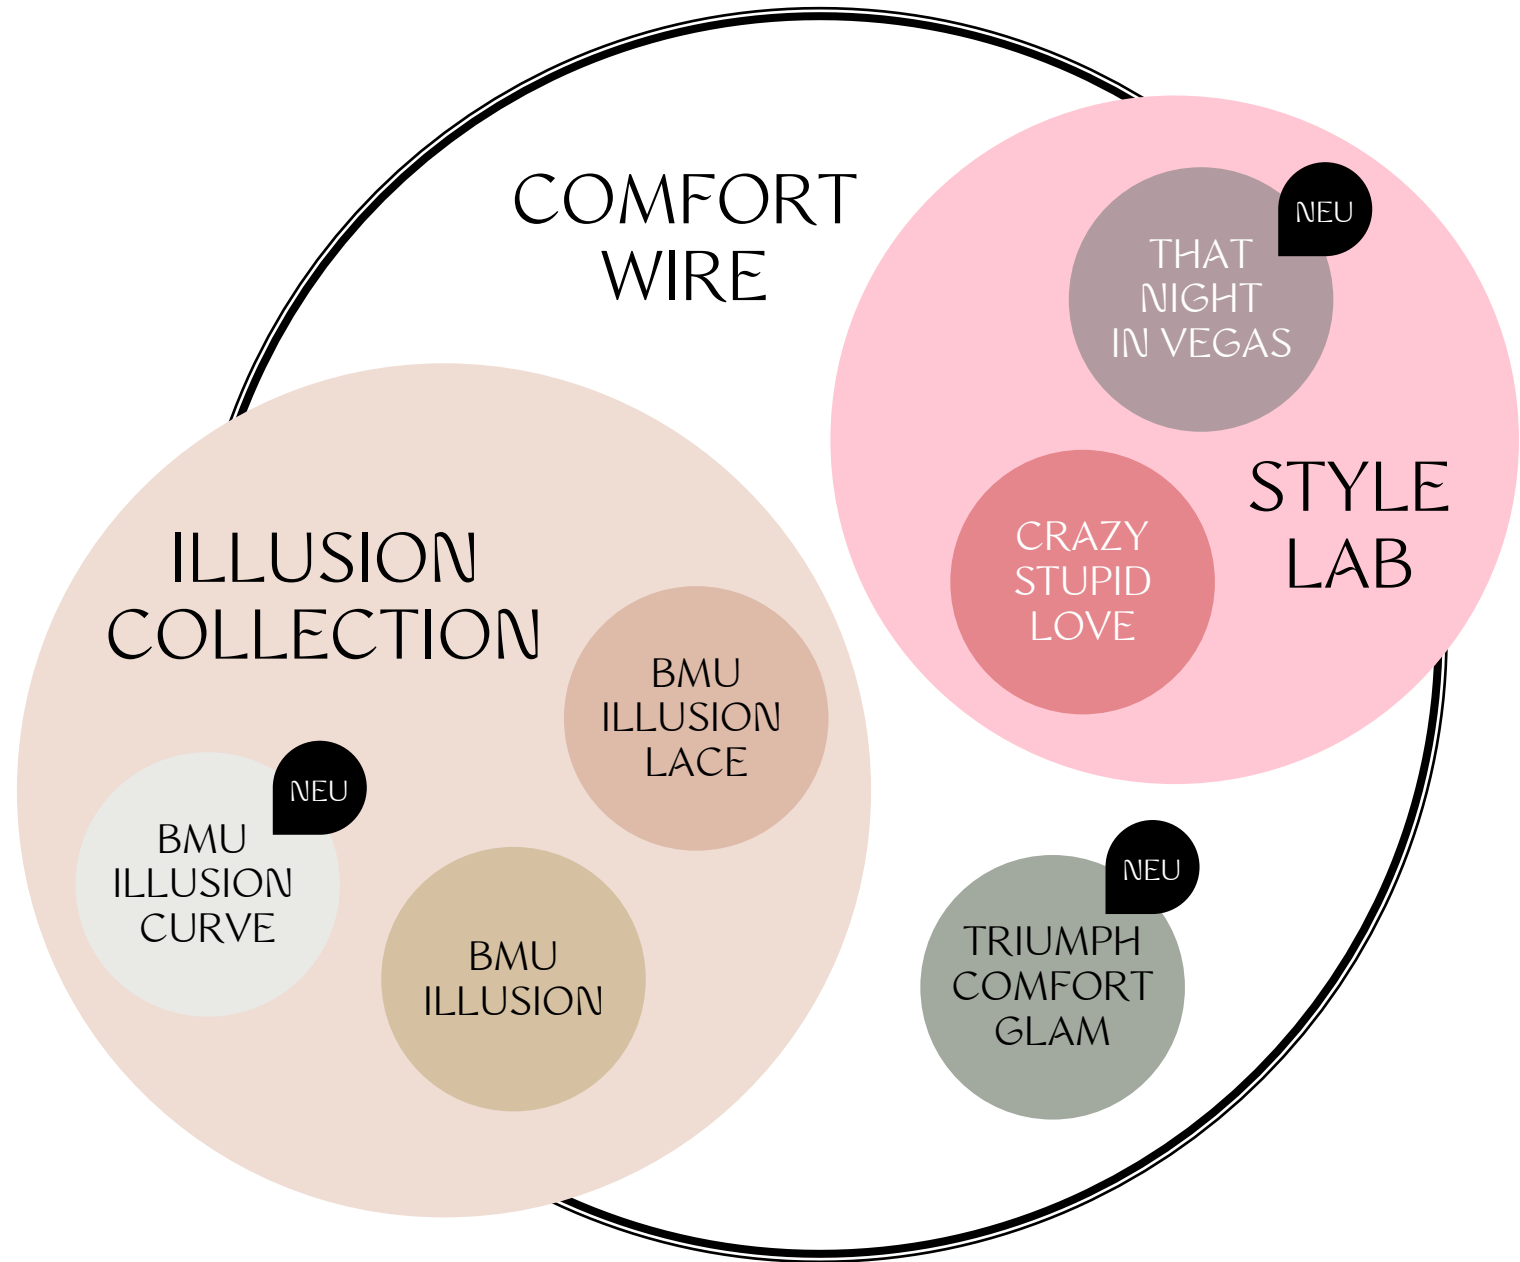 COMFORT
WIRE
NEU
THAT
NIGHT
IN VEGAS
STYLE
LAB
CRAZY
STUPID
LOVE
ILLUSION
COLLECTION
BMU
ILLUSION
LACE
NEU
BMU
ILLUSION
CURVE
BMU
ILLUSION
NEU
TRIUMPH
COMFORT
GLAM